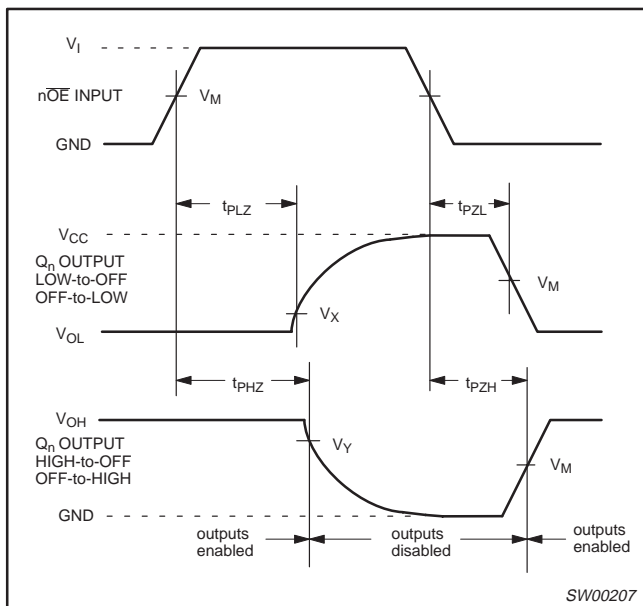 V_I
nO̅E̅ INPUT
V_M
GND
t_PLZ
t_PZL
V_CC
Q_n OUTPUT
LOW-to-OFF
OFF-to-LOW
V_M
V_X
V_OL
t_PHZ
t_PZH
V_OH
Q_n OUTPUT
HIGH-to-OFF
OFF-to-HIGH
V_Y
V_M
GND
outputs
enabled
outputs
disabled
outputs
enabled
SW00207